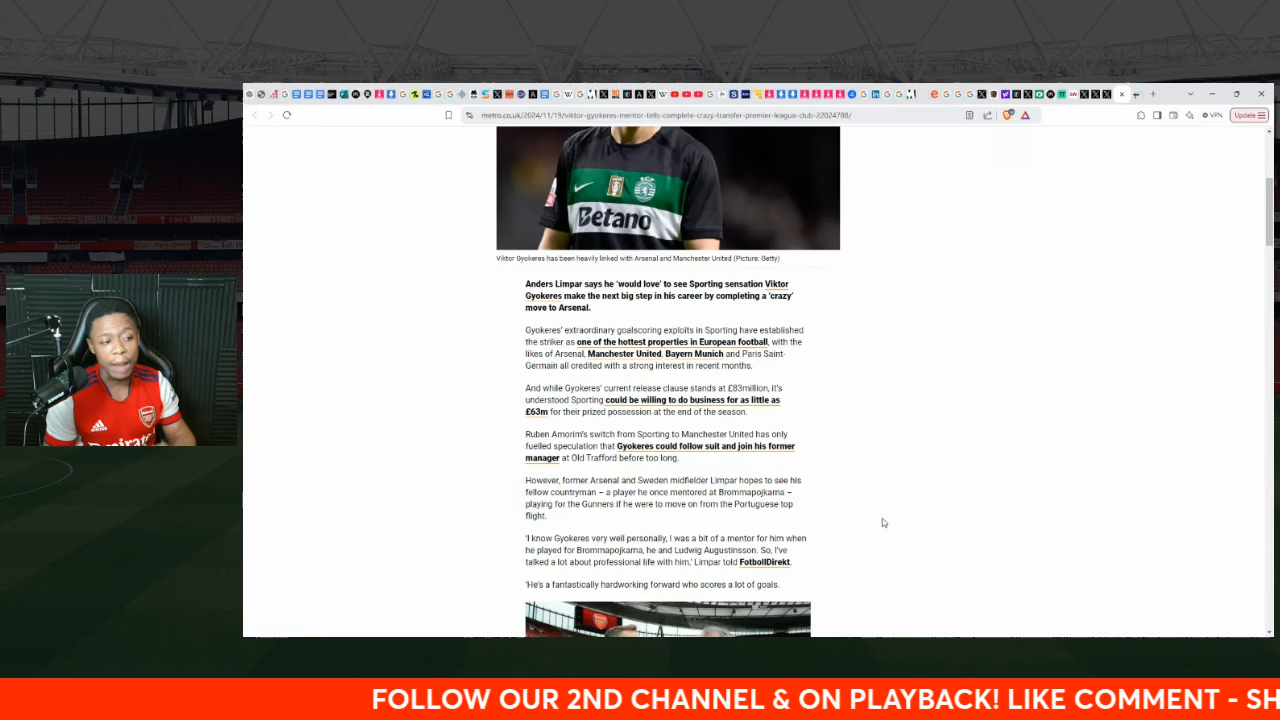 metro.co.uk/2024/11/19/viktor-gyokeres-mentor-tells-complete-crazy-transfer-premier-league-club-22024788/
VPN
Update
Betano
Viktor Gyokeres has been heavily linked with Arsenal and Manchester United (Picture: Getty)
Anders Limpar says he ‘would love’ to see Sporting sensation Viktor
Gyokeres make the next big step in his career by completing a ‘crazy’
move to Arsenal.
Gyokeres’ extraordinary goalscoring exploits in Sporting have established
the striker as one of the hottest properties in European football, with the
likes of Arsenal, Manchester United, Bayern Munich and Paris Saint-
Germain all credited with a strong interest in recent months.
And while Gyokeres’ current release clause stands at £83million, it’s
understood Sporting could be willing to do business for as little as
£63m for their prized possession at the end of the season.
Ruben Amorim’s switch from Sporting to Manchester United has only
fuelled speculation that Gyokeres could follow suit and join his former
manager at Old Trafford before too long.
However, former Arsenal and Sweden midfielder Limpar hopes to see his
fellow countryman – a player he once mentored at Brommapojkarna –
playing for the Gunners if he were to move on from the Portuguese top
flight.
‘I know Gyokeres very well personally, I was a bit of a mentor for him when
he played for Brommapojkarna, he and Ludwig Augustinsson. So, I’ve
talked a lot about professional life with him,’ Limpar told FotbollDirekt.
‘He’s a fantastically hardworking forward who scores a lot of goals.
Arsenal
FOLLOW OUR 2ND CHANNEL & ON PLAYBACK! LIKE COMMENT - SH